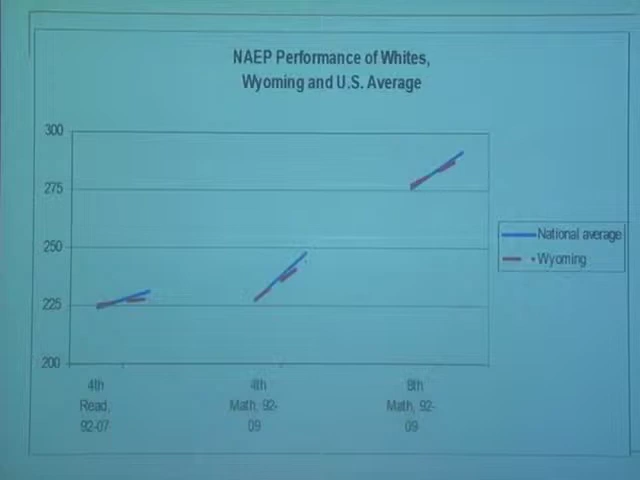 NAEP Performance of Whites,
Wyoming and U.S. Average
300
275
250
225
200
4th
Read,
92-07
4th
Math, 92-
09
8th
Math, 92-
09
National average
Wyoming